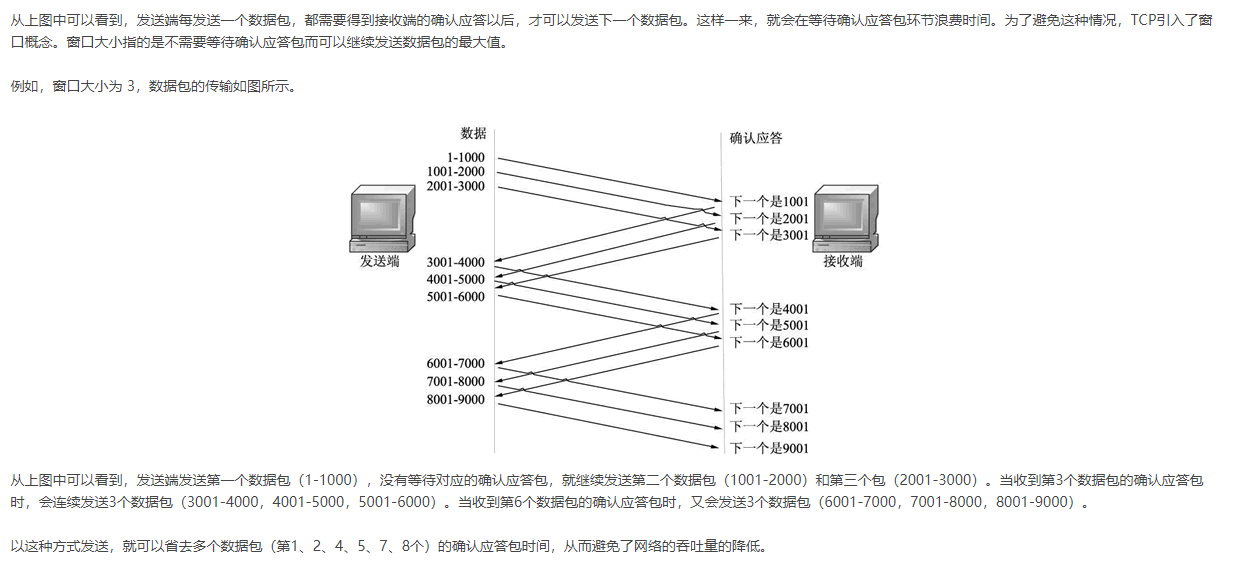 从上图中可以看到，发送端每发送一个数据包，都需要得到接收端的确认应答以后，才可以发送下一个数据包。这样一来，就会在等待确认应答包环节浪费时间。为了避免这种情况，TCP引入了窗
口概念。窗口大小指的是不需要等待确认应答包而可以继续发送数据包的最大值。
例如，窗口大小为 3，数据包的传输如图所示。
数据
确认应答
1-1000
1001-2000
2001-3000
下一个是1001
下一个是2001
下一个是3001
发送端
接收端
3001-4000
4001-5000
5001-6000
下一个是4001
下一个是5001
下一个是6001
6001-7000
7001-8000
8001-9000
下一个是7001
下一个是8001
下一个是9001
从上图中可以看到，发送端发送第一个数据包（1-1000），没有等待对应的确认应答包，就继续发送第二个数据包（1001-2000）和第三个包（2001-3000）。当收到第3个数据包的确认应答包
时，会连续发送3个数据包（3001-4000，4001-5000，5001-6000）。当收到第6个数据包的确认应答包时，又会发送3个数据包（6001-7000，7001-8000，8001-9000）。
以这种方式发送，就可以省去多个数据包（第1、2、4、5、7、8个）的确认应答包时间，从而避免了网络的吞吐量的降低。